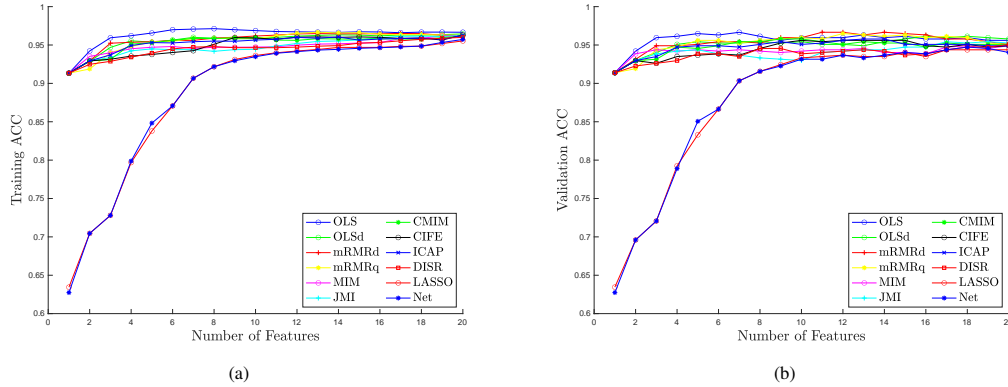 1
0.95
0.9
0.85
0.8
0.75
0.7
0.65
0.6
Training ACC
0 2 4 6 8 10 12 14 16 18 20
Number of Features
OLS CMIM
OLSd CIFE
mRMRd ICAP
mRMRq DISR
MIM LASSO
JMI Net
(a)
1
0.95
0.9
0.85
0.8
0.75
0.7
0.65
0.6
Validation ACC
0 2 4 6 8 10 12 14 16 18 20
Number of Features
OLS CMIM
OLSd CIFE
mRMRd ICAP
mRMRq DISR
MIM LASSO
JMI Net
(b)